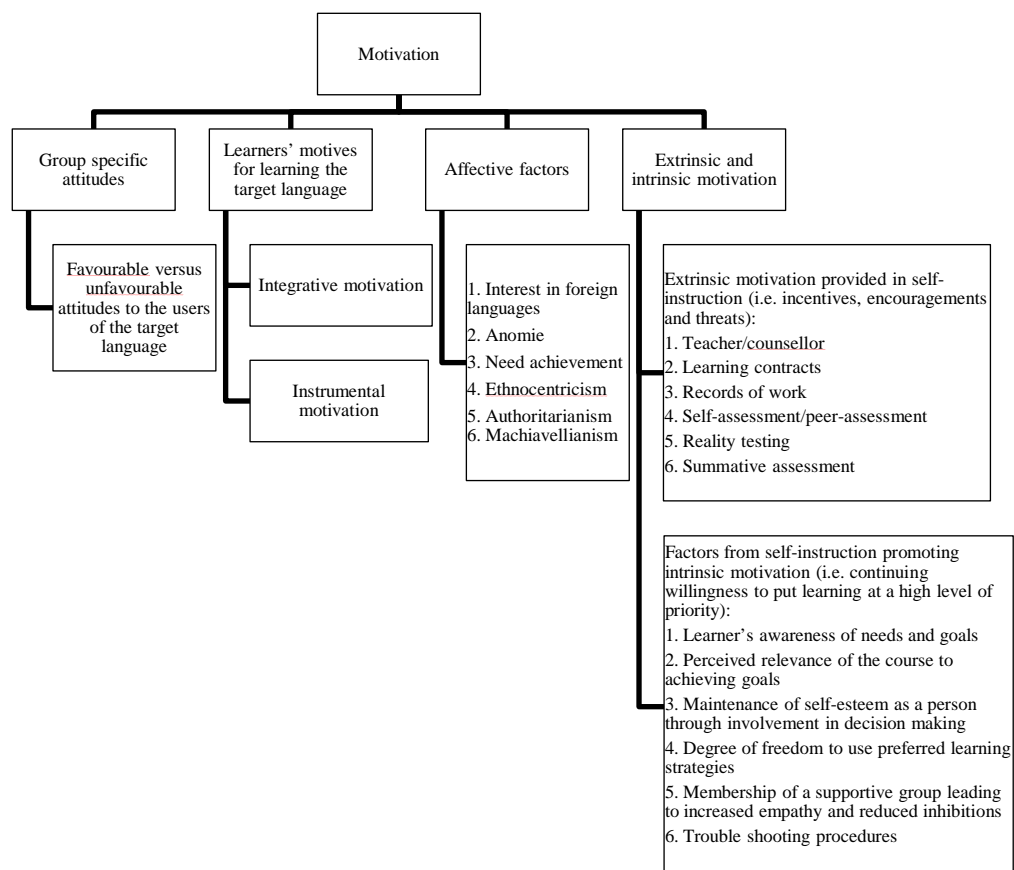 Motivation
Group specific
attitudes
Learners’ motives
for learning the
target language
Affective factors
Extrinsic and
intrinsic motivation
Favourable versus
unfavourable
attitudes to the users
of the target
language
Integrative motivation
Instrumental
motivation
1. Interest in foreign
languages
2. Anomie
3. Need achievement
4. Ethnocentricism
5. Authoritarianism
6. Machiavellianism
Extrinsic motivation provided in self-
instruction (i.e. incentives, encouragements
and threats):
1. Teacher/counsellor
2. Learning contracts
3. Records of work
4. Self-assessment/peer-assessment
5. Reality testing
6. Summative assessment
Factors from self-instruction promoting
intrinsic motivation (i.e. continuing
willingness to put learning at a high level of
priority):
1. Learner’s awareness of needs and goals
2. Perceived relevance of the course to
achieving goals
3. Maintenance of self-esteem as a person
through involvement in decision making
4. Degree of freedom to use preferred learning
strategies
5. Membership of a supportive group leading
to increased empathy and reduced inhibitions
6. Trouble shooting procedures